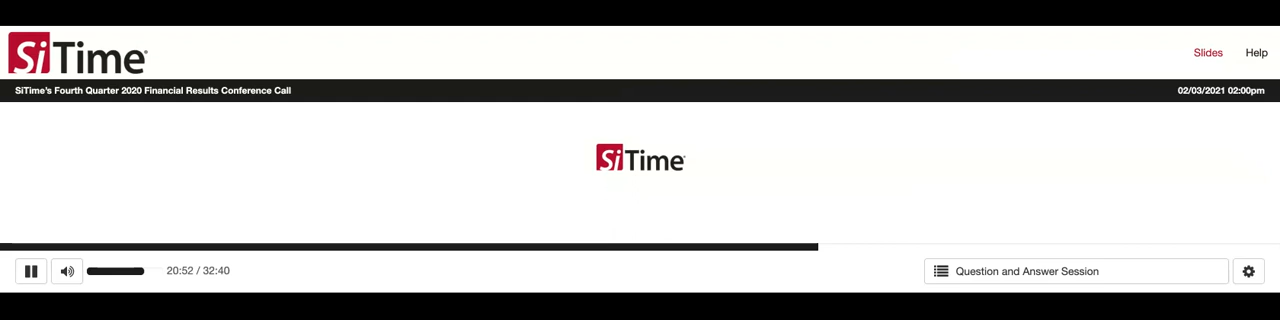 SiTime
Slides Help
SiTime's Fourth Quarter 2020 Financial Results Conference Call 02/03/2021 02:00pm
SiTime
20:52 / 32:40 Question and Answer Session